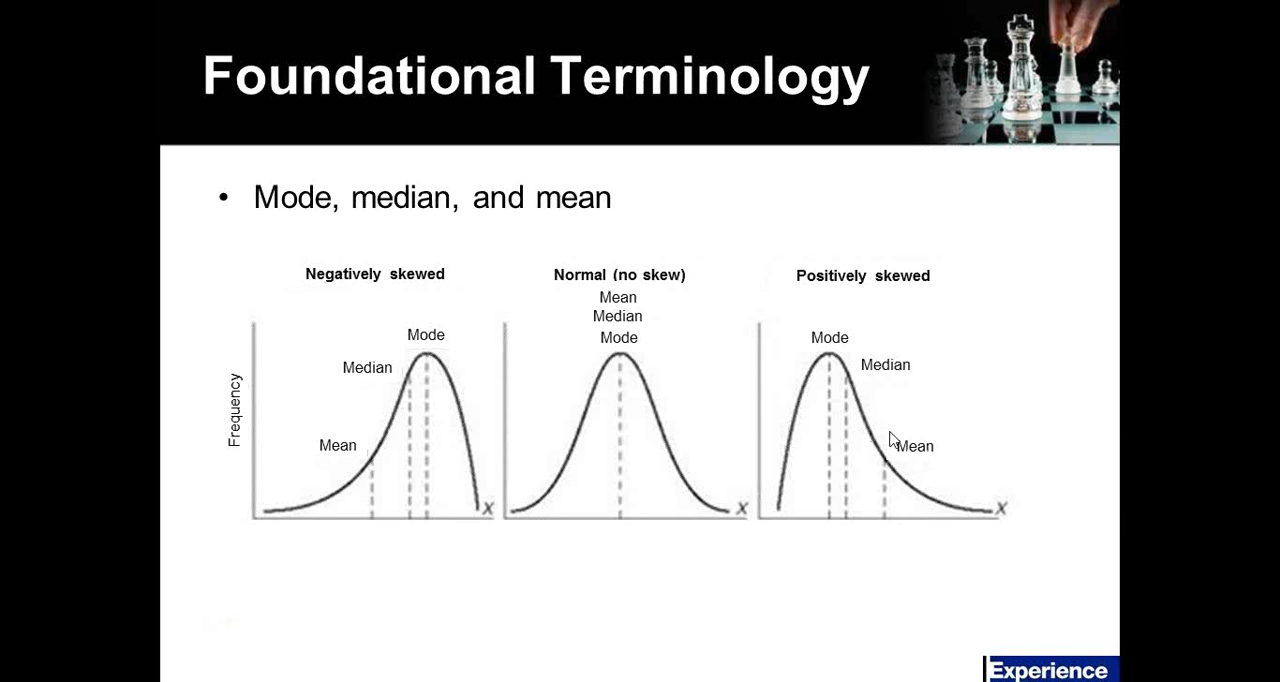 Foundational Terminology
• Mode, median, and mean
Negatively skewed
Mode
Median
Mean
Frequency
X
Normal (no skew)
Mean
Median
Mode
X
Positively skewed
Mode
Median
Mean
X
Experience